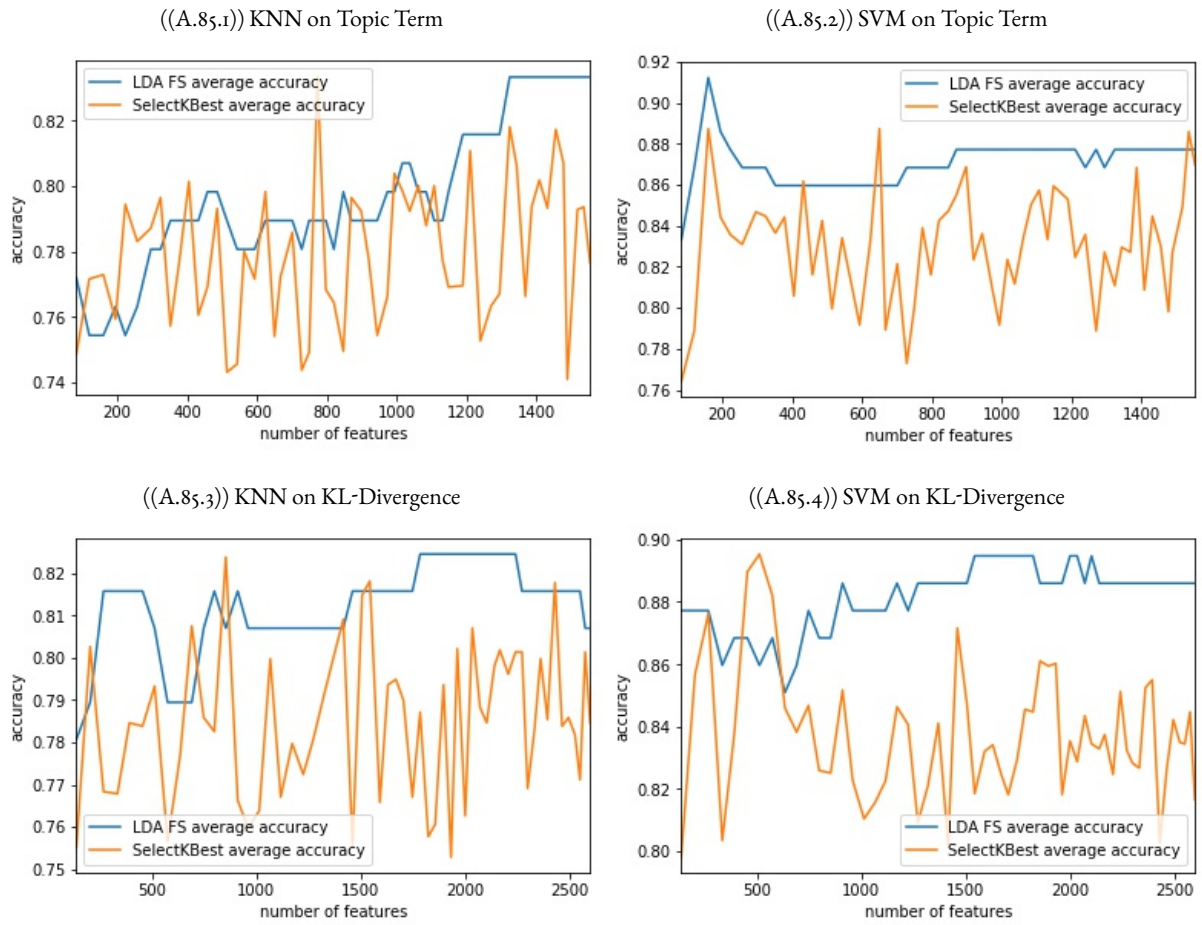 ((A.85.1)) KNN on Topic Term
((A.85.2)) SVM on Topic Term
LDA FS average accuracy
SelectKBest average accuracy
accuracy
0.82
0.80
0.78
0.76
0.74
200 400 600 800 1000 1200 1400
number of features
LDA FS average accuracy
SelectKBest average accuracy
accuracy
0.92
0.90
0.88
0.86
0.84
0.82
0.80
0.78
0.76
200 400 600 800 1000 1200 1400
number of features
((A.85.3)) KNN on KL-Divergence
((A.85.4)) SVM on KL-Divergence
accuracy
0.82
0.81
0.80
0.79
0.78
0.77
0.76
0.75
LDA FS average accuracy
SelectKBest average accuracy
500 1000 1500 2000 2500
number of features
accuracy
0.90
0.88
0.86
0.84
0.82
0.80
LDA FS average accuracy
SelectKBest average accuracy
500 1000 1500 2000 2500
number of features